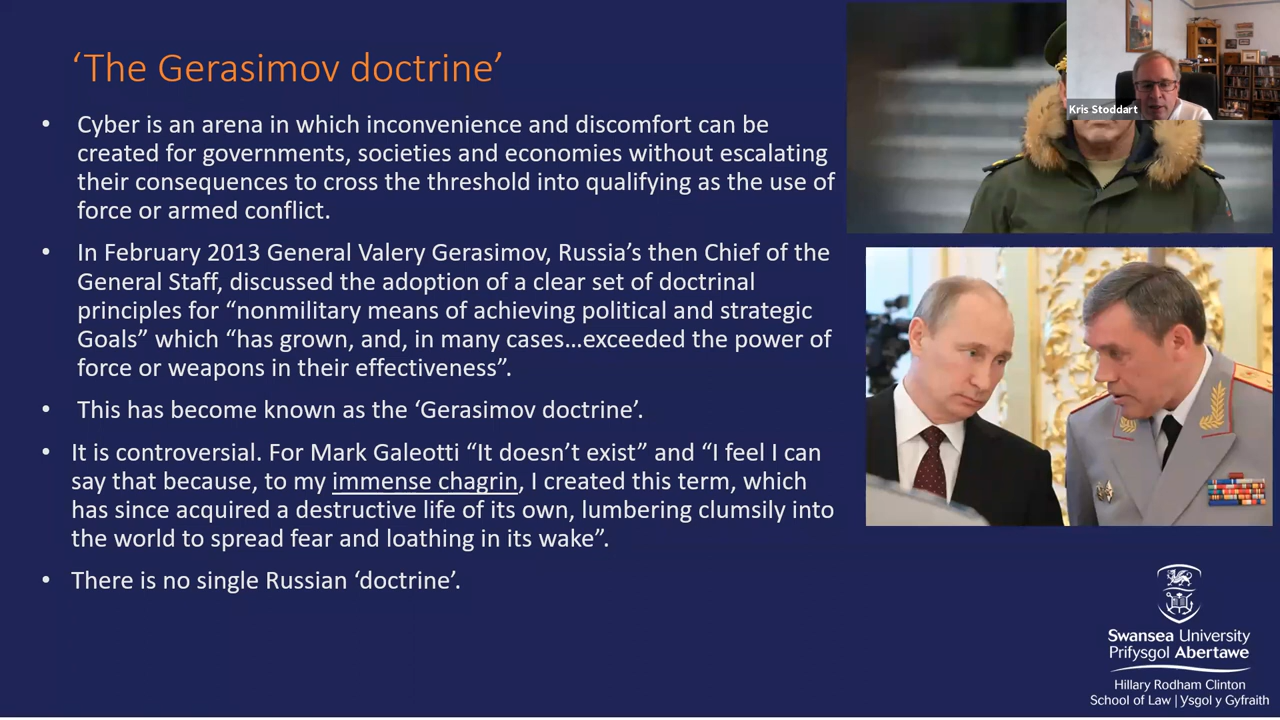 ‘The Gerasimov doctrine’
• Cyber is an arena in which inconvenience and discomfort can be
created for governments, societies and economies without escalating
their consequences to cross the threshold into qualifying as the use of
force or armed conflict.
• In February 2013 General Valery Gerasimov, Russia’s then Chief of the
General Staff, discussed the adoption of a clear set of doctrinal
principles for “nonmilitary means of achieving political and strategic
Goals” which “has grown, and, in many cases…exceeded the power of
force or weapons in their effectiveness”.
• This has become known as the ‘Gerasimov doctrine’.
• It is controversial. For Mark Galeotti “It doesn’t exist” and “I feel I can
say that because, to my immense chagrin, I created this term, which
has since acquired a destructive life of its own, lumbering clumsily into
the world to spread fear and loathing in its wake”.
• There is no single Russian ‘doctrine’.
Kris Stoddart
Swansea University
Prifysgol Abertawe
Hillary Rodham Clinton
School of Law | Ysgol y Gyfraith